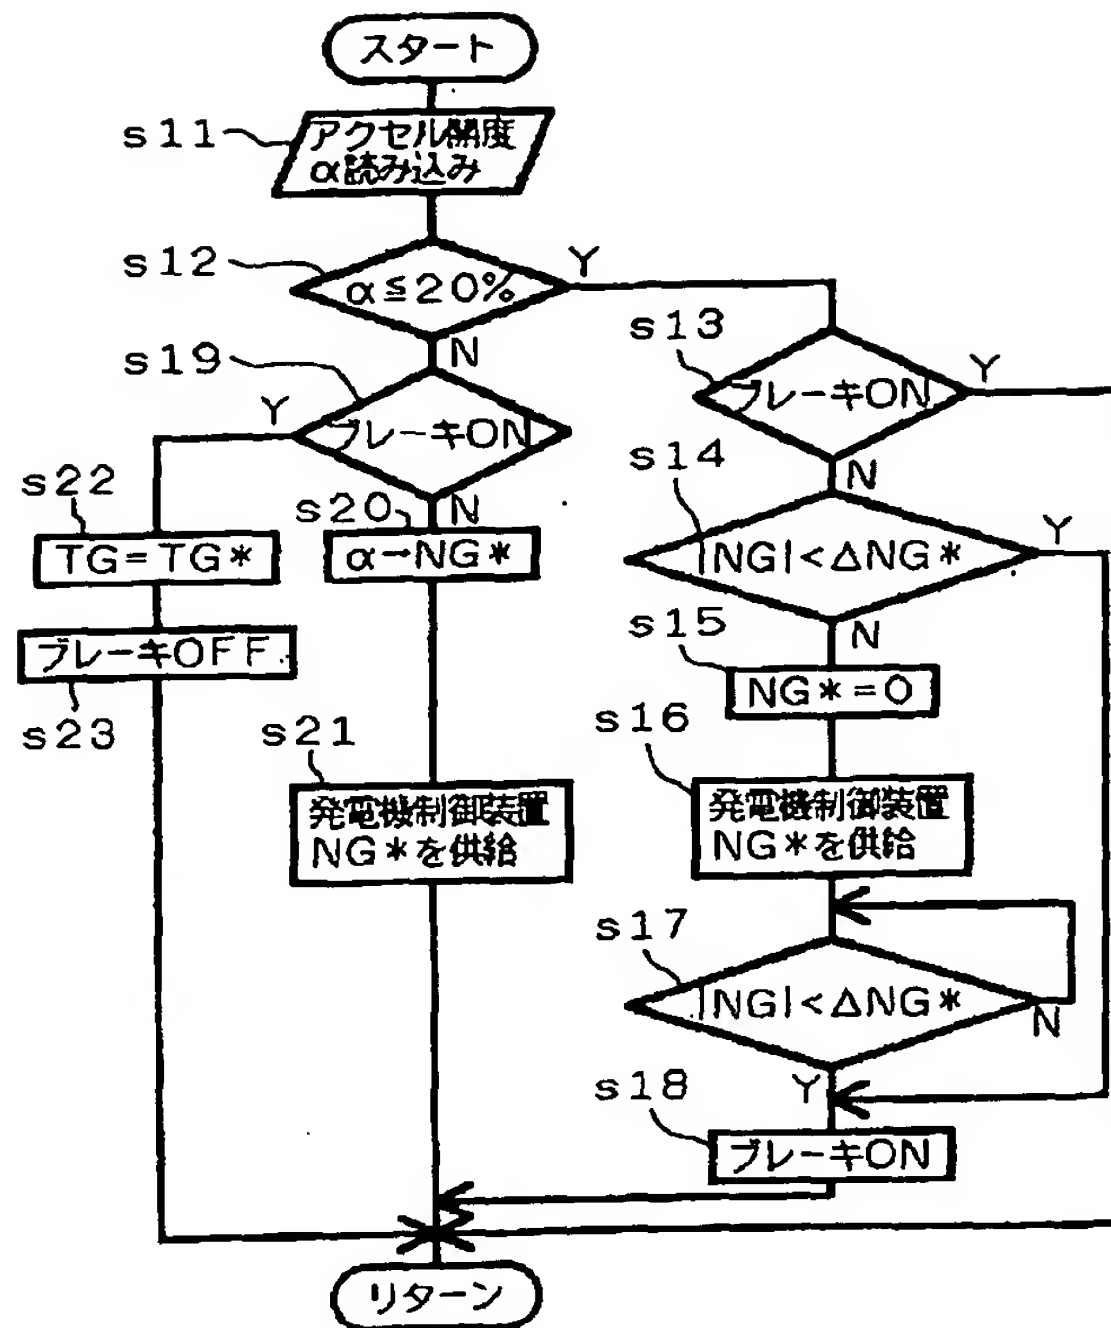 スタート
s11
アクセル開度
α読み込み
s12
α≦20%
Y
N
s13
ブレーキON
Y
N
s19
ブレーキON
Y
N
s14
|NG|<ΔNG*
Y
N
s22
TG=TG*
s20
α→NG*
s15
NG*=0
ブレーキOFF
s23
s21
発電機制御装置
NG*を供給
s16
発電機制御装置
NG*を供給
s17
|NG|<ΔNG*
N
Y
s18
ブレーキON
リターン